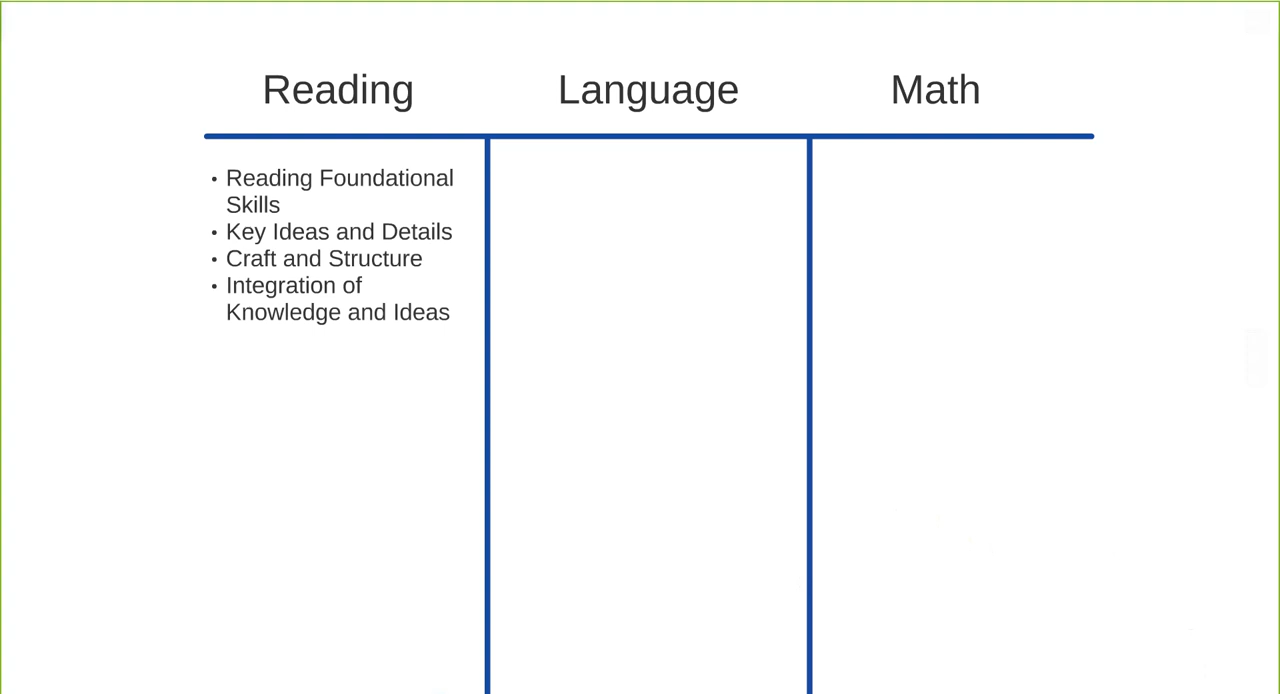 Reading Language Math
• Reading Foundational
Skills
• Key Ideas and Details
• Craft and Structure
• Integration of
Knowledge and Ideas